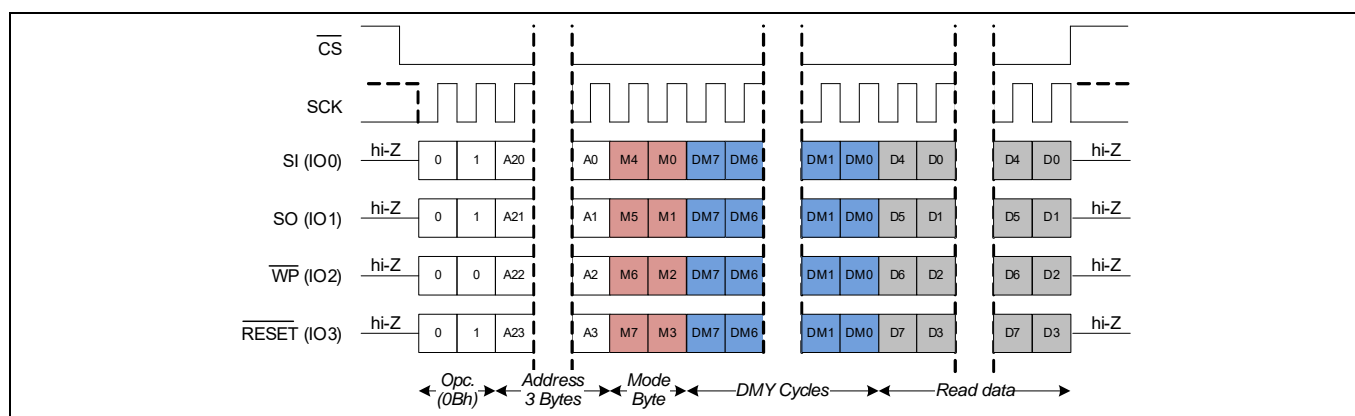 CS
SCK
SI (IO0) hi-Z 0 1 A20 A0 M4 M0 DM7 DM6 DM1 DM0 D4 D0 D4 D0 hi-Z
SO (IO1) hi-Z 0 1 A21 A1 M5 M1 DM7 DM6 DM1 DM0 D5 D1 D5 D1 hi-Z
WP (IO2) hi-Z 0 0 A22 A2 M6 M2 DM7 DM6 DM1 DM0 D6 D2 D6 D2 hi-Z
RESET (IO3) hi-Z 0 1 A23 A3 M7 M3 DM7 DM6 DM1 DM0 D7 D3 D7 D3 hi-Z
Opc. Address Mode DMY Cycles Read data
(0Bh) 3 Bytes Byte